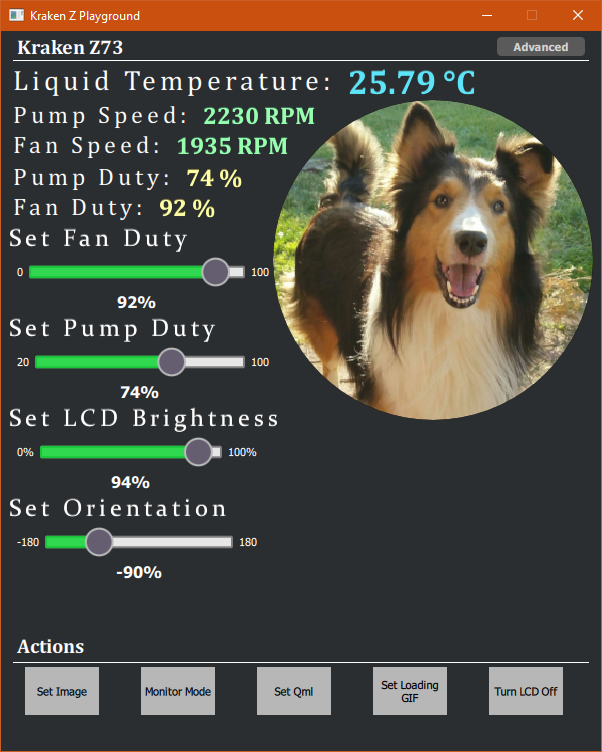 Kraken Z Playground
Kraken Z73
Advanced
Liquid Temperature: 25.79 °C
Pump Speed: 2230 RPM
Fan Speed: 1935 RPM
Pump Duty: 74 %
Fan Duty: 92 %
Set Fan Duty
0 100
92%
Set Pump Duty
20 100
74%
Set LCD Brightness
0% 100%
94%
Set Orientation
-180 180
-90%
Actions
Set Image
Monitor Mode
Set Qml
Set Loading
GIF
Turn LCD Off